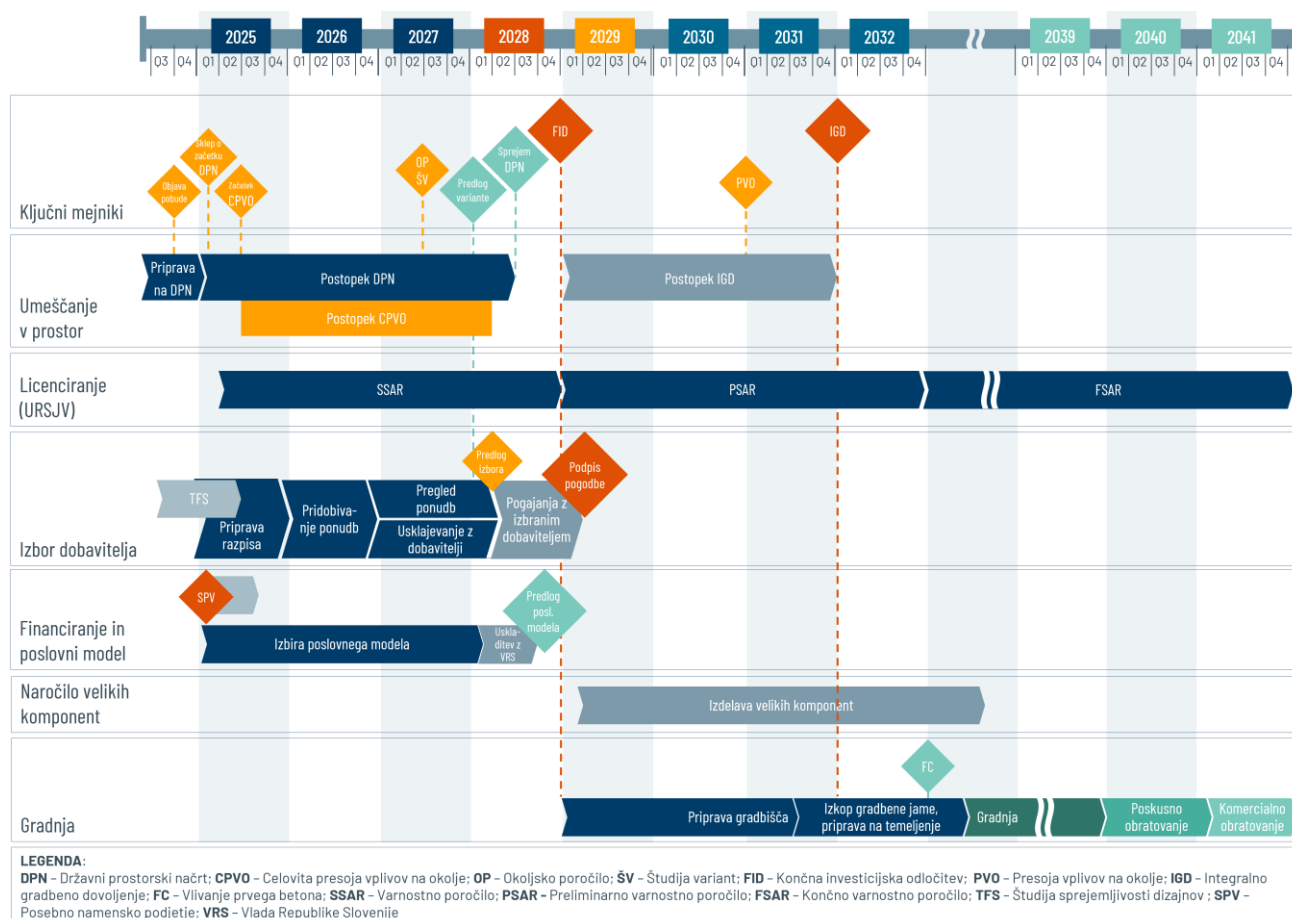 2025 2026 2027 2028 2029 2030 2031 2032 2039 2040 2041
Q3 Q4 Q1 Q2 Q3 Q4 Q1 Q2 Q3 Q4 Q1 Q2 Q3 Q4 Q1 Q2 Q3 Q4 Q1 Q2 Q3 Q4 Q1 Q2 Q3 Q4 Q1 Q2 Q3 Q4 Q1 Q2 Q3 Q4 Q1 Q2 Q3 Q4 Q1 Q2 Q3 Q4 Q1 Q2 Q3 Q4
Ključni mejniki
Objava
pobude
Sklep o
začetku
DPN
Začetek
CPVO
OP
ŠV
Predlog
variante
Sprejem
DPN
FID
PVO
IGD
Umeščanje
v prostor
Priprava
na DPN
Postopek DPN
Postopek IGD
Postopek CPVO
Licenciranje
(URSJV)
SSAR
PSAR
FSAR
Izbor dobavitelja
TFS
Priprava
razpisa
Pridobiva-
nje ponudb
Pregled
ponudb
Usklajevanje z
dobavitelji
Predlog
izbora
Pogajanja z
izbranim
dobaviteljem
Podpis
pogodbe
Financiranje in
poslovni model
SPV
Izbira poslovnega modela
Uskla-
ditev z
VRS
Predlog
posl.
modela
Naročilo velikih
komponent
Izdelava velikih komponent
Gradnja
FC
Priprava gradbišča
Izkop gradbene jame,
priprava na temeljenje
Gradnja
Poskusno
obratovanje
Komercialno
obratovanje
LEGENDA:
DPN – Državni prostorski načrt; CPVO – Celovita presoja vplivov na okolje; OP – Okoljsko poročilo; ŠV – Študija variant; FID – Končna investicijska odločitev; PVO – Presoja vplivov na okolje; IGD – Integralno
gradbeno dovoljenje; FC – Vlivanje prvega betona; SSAR – Varnostno poročilo; PSAR - Preliminarno varnostno poročilo; FSAR – Končno varnostno poročilo; TFS – Študija sprejemljivosti dizajnov ; SPV –
Posebno namensko podjetje; VRS – Vlada Republike Slovenije